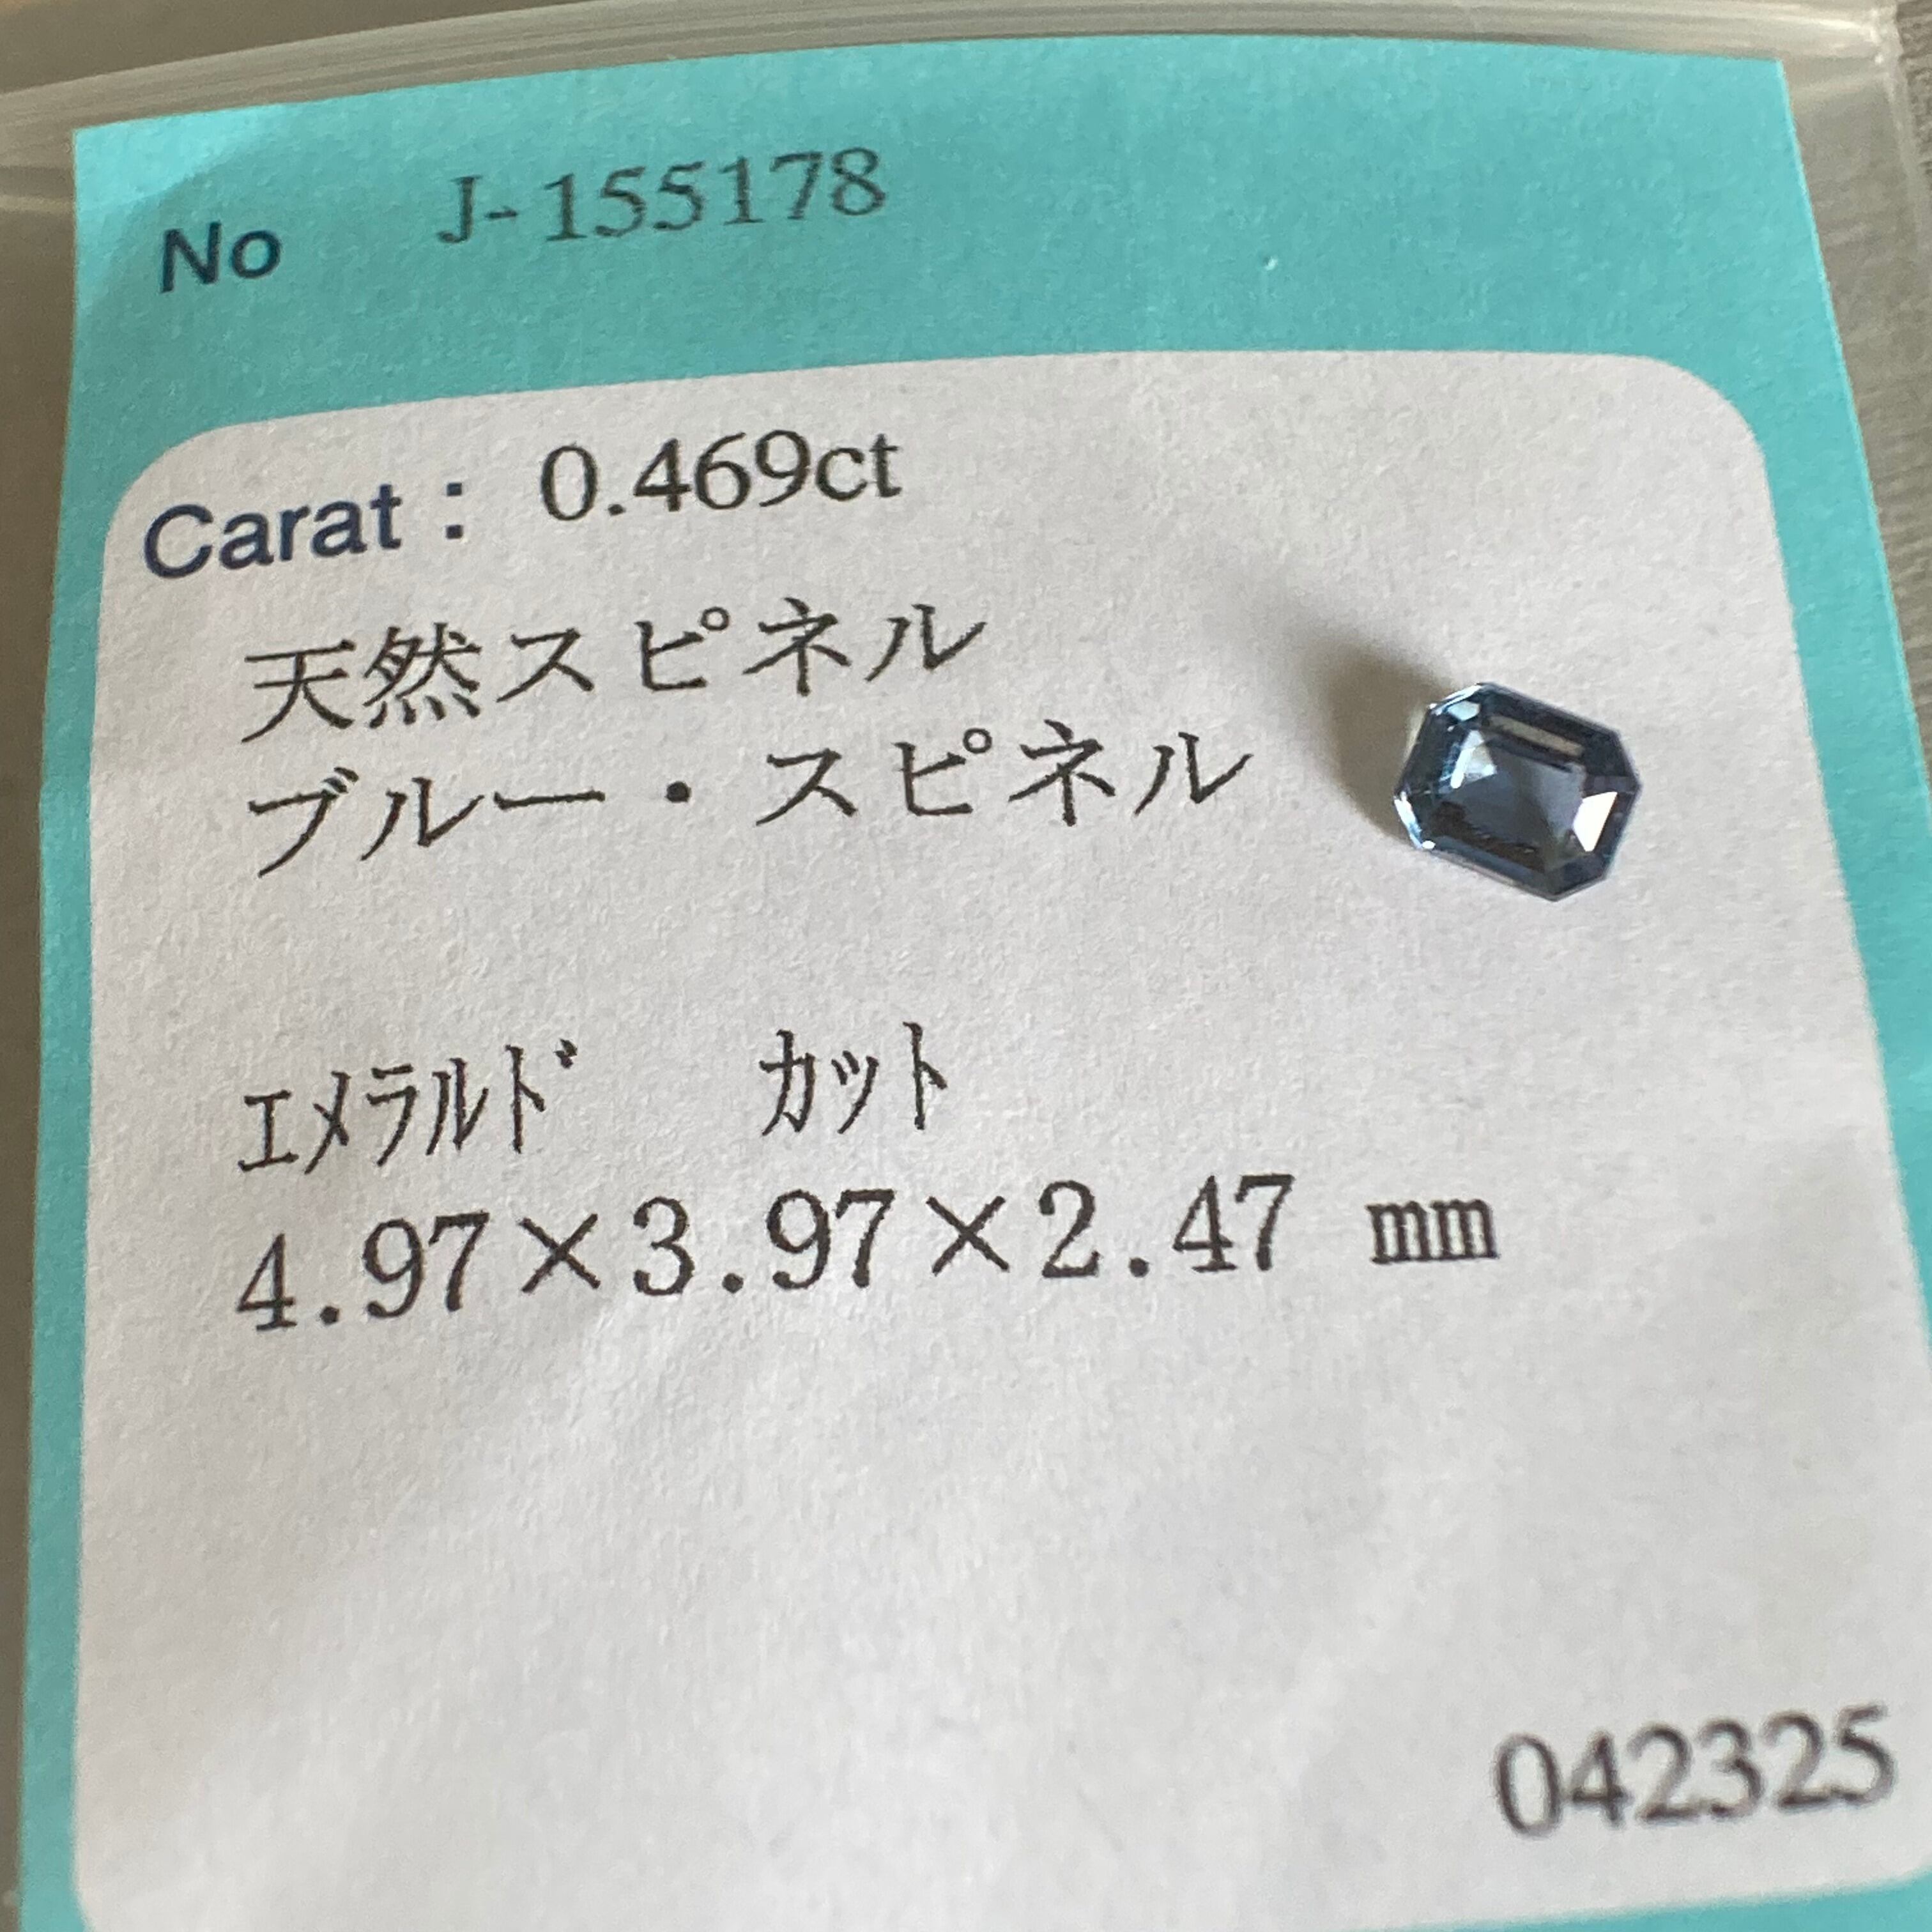 No J-155178
Carat : 0.469ct
天然スピネル
ブルー・スピネル
ｴﾒﾗﾙﾄﾞ ｶｯﾄ
4.97×3.97×2.47 mm
042325